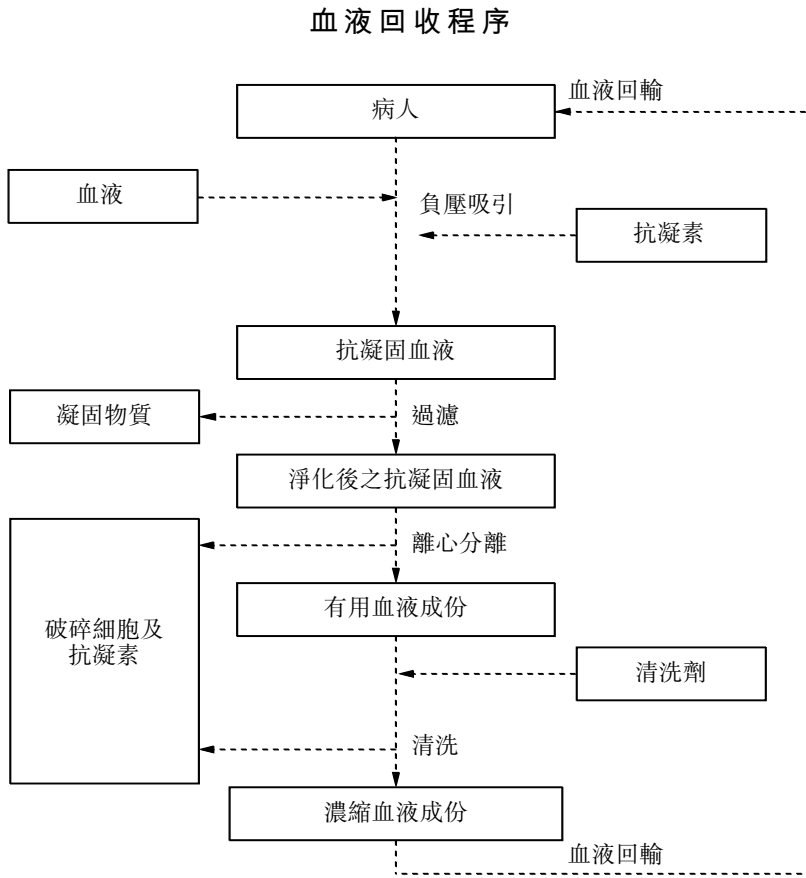 血液回收程序
血液回輸
病人
血液
負壓吸引
抗凝素
抗凝固血液
凝固物質
過濾
淨化後之抗凝固血液
離心分離
有用血液成份
破碎細胞及
抗凝素
清洗劑
清洗
濃縮血液成份
血液回輸